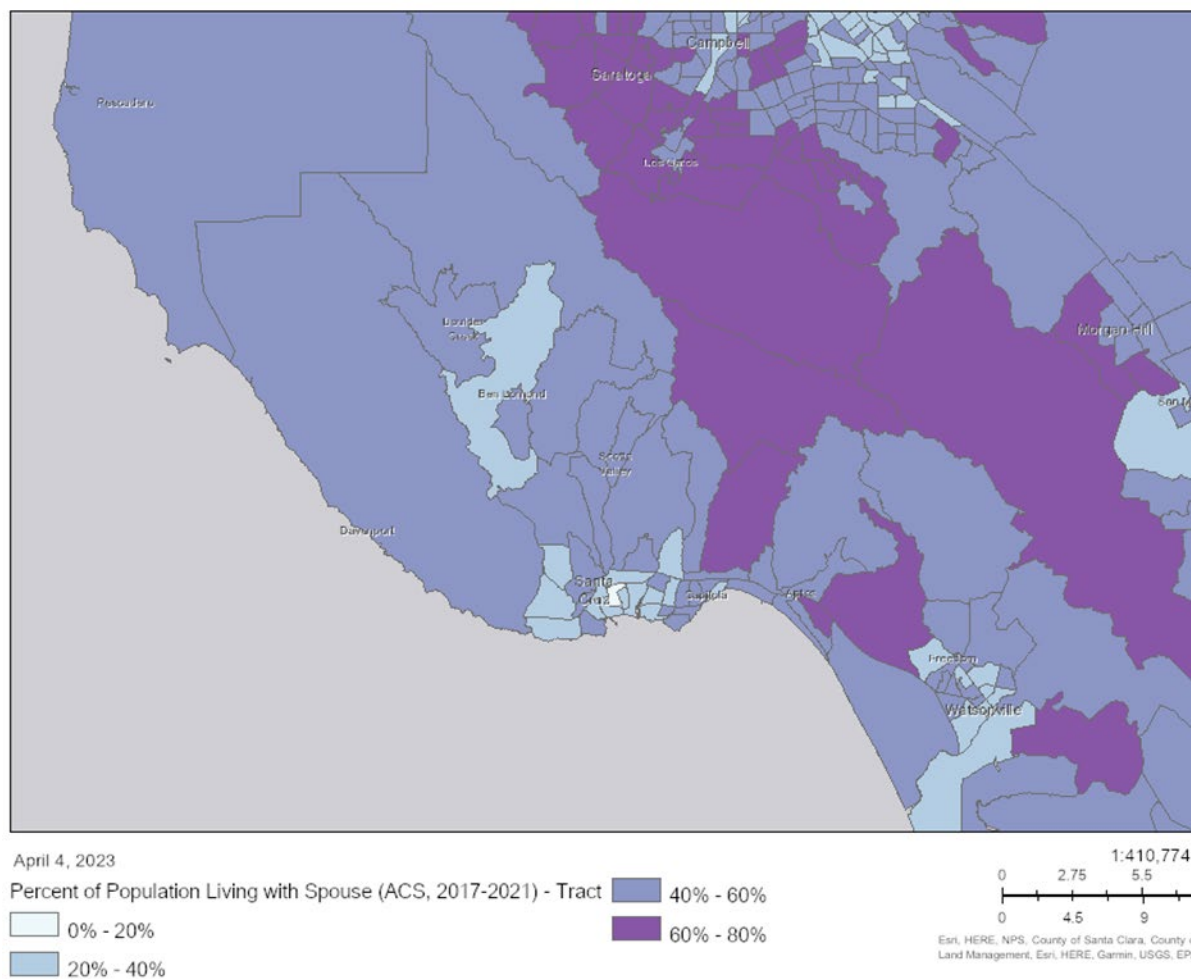 Campbell
Saratoga
Pescadero
Los Gatos
Morgan Hill
Ben Lomond
Scotts
Valley
Davenport
Santa
Cruz
Capitola
Aptos
Freedom
Watsonville
April 4, 2023
1:410,774
Percent of Population Living with Spouse (ACS, 2017-2021) - Tract
0% - 20%
20% - 40%
40% - 60%
60% - 80%
0 2.75 5.5
0 4.5 9
Esri, HERE, NPS, County of Santa Clara, County
Land Management, Esri, HERE, Garmin, USGS, EP